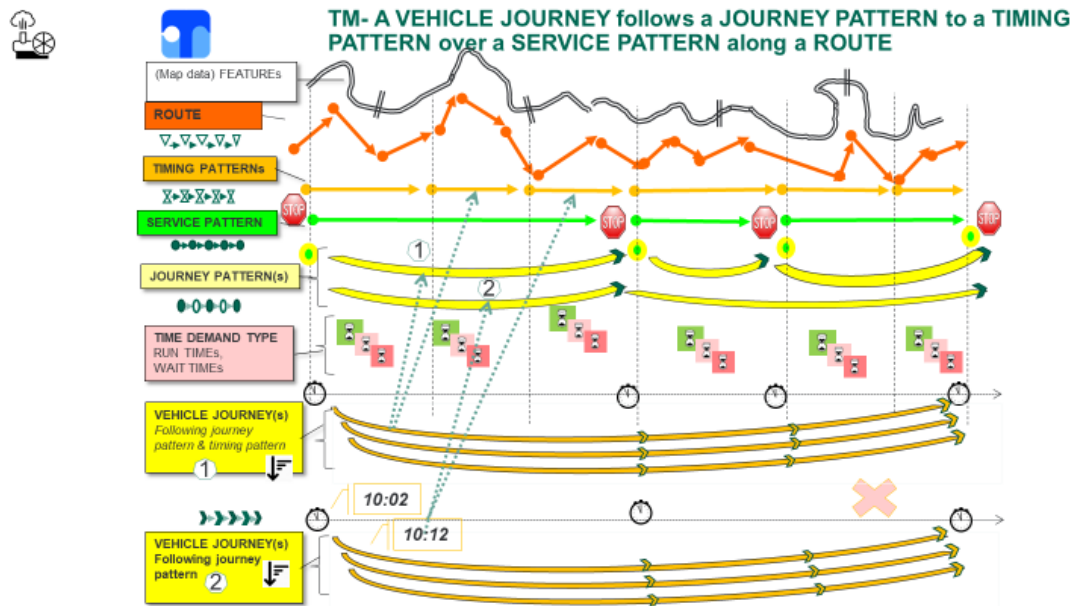 TM- A VEHICLE JOURNEY follows a JOURNEY PATTERN to a TIMING
PATTERN over a SERVICE PATTERN along a ROUTE
(Map data) FEATUREs
ROUTE
TIMING PATTERNs
STOP
SERVICE PATTERN
STOP
STOP
STOP
1
JOURNEY PATTERN(s)
2
TIME DEMAND TYPE
RUN TIMEs,
WAIT TIMEs
VEHICLE JOURNEY(s)
Following journey
pattern & timing pattern
1
10:02
10:12
VEHICLE JOURNEY(s)
Following journey
pattern
2